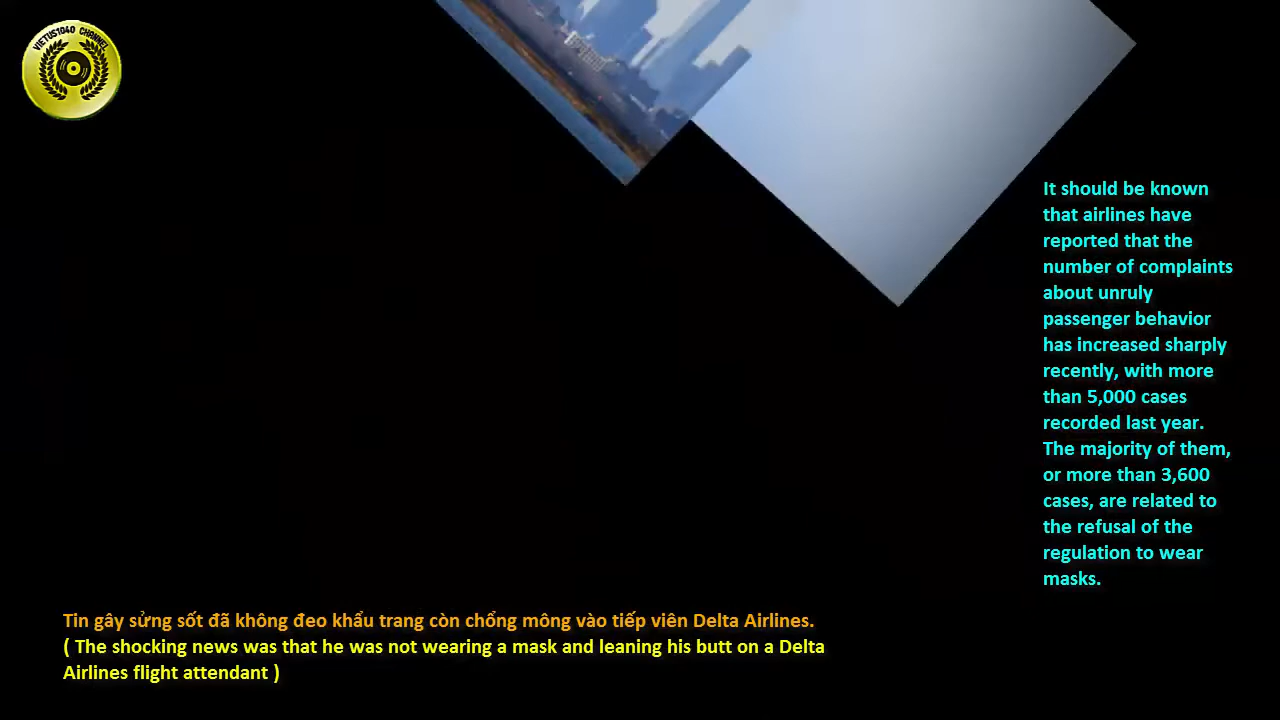 VIETUS1040 CHANNEL
It should be known
that airlines have
reported that the
number of complaints
about unruly
passenger behavior
has increased sharply
recently, with more
than 5,000 cases
recorded last year.
The majority of them,
or more than 3,600
cases, are related to
the refusal of the
regulation to wear
masks.
Tin gây sửng sốt đã không đeo khẩu trang còn chổng mông vào tiếp viên Delta Airlines.
( The shocking news was that he was not wearing a mask and leaning his butt on a Delta
Airlines flight attendant )